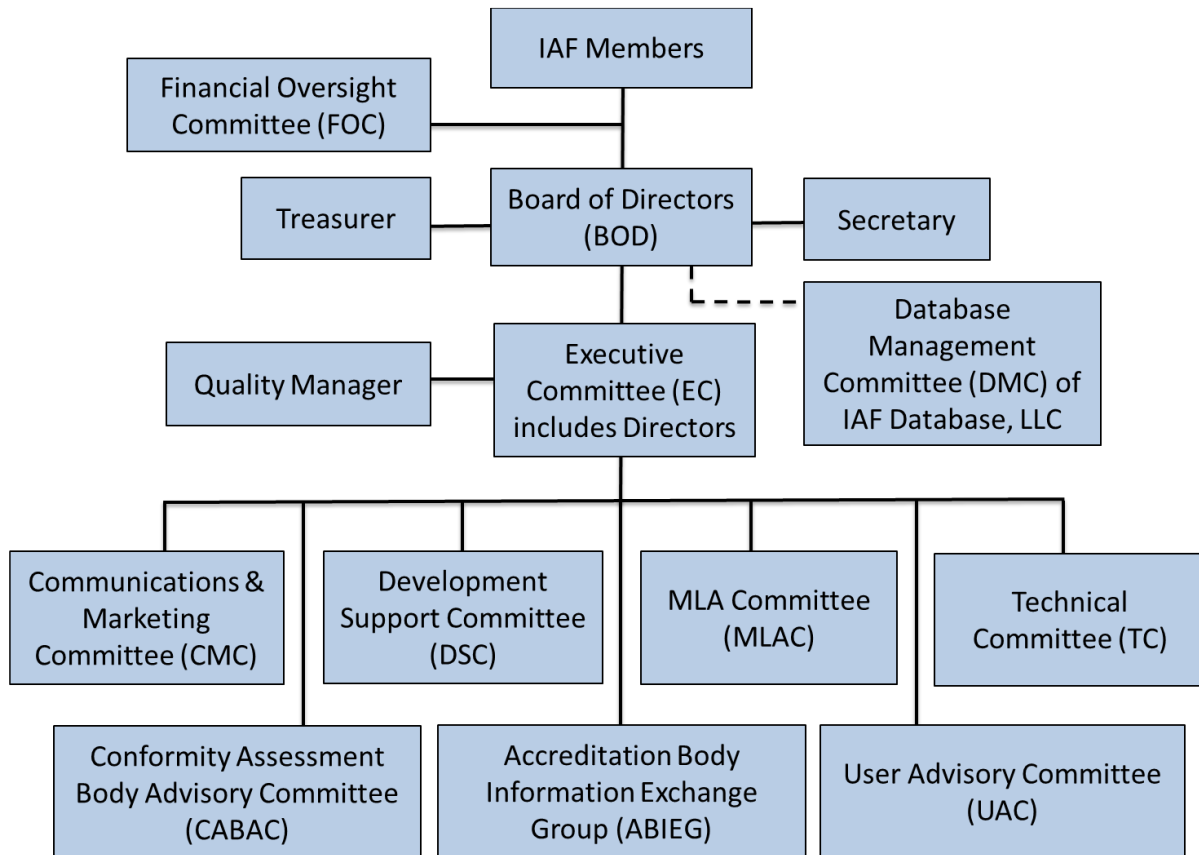 IAF Members
Financial Oversight
Committee (FOC)
Board of Directors
(BOD)
Treasurer
Secretary
Database
Management
Committee (DMC) of
IAF Database, LLC
Executive
Committee (EC)
includes Directors
Quality Manager
Communications &
Marketing
Committee (CMC)
Development
Support Committee
(DSC)
MLA Committee
(MLAC)
Technical
Committee (TC)
Conformity Assessment
Body Advisory Committee
(CABAC)
Accreditation Body
Information Exchange
Group (ABIEG)
User Advisory Committee
(UAC)